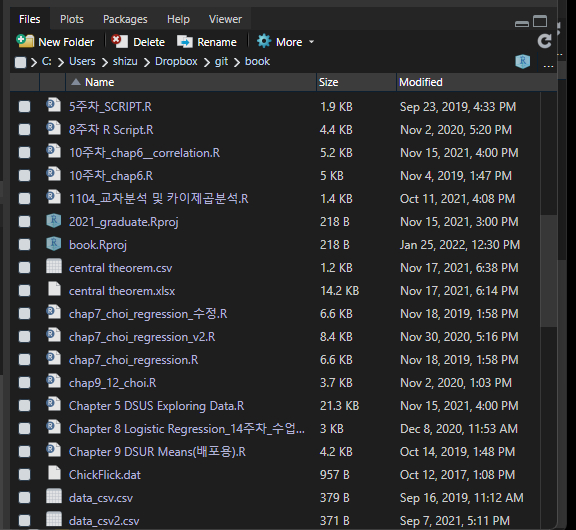 Files Plots Packages Help Viewer
New Folder Delete Rename More
C: Users shizu Dropbox git book ...
Name Size Modified
5주차_SCRIPT.R 1.9 KB Sep 23, 2019, 4:33 PM
8주차 R Script.R 4.4 KB Nov 2, 2020, 5:20 PM
10주차_chap6__correlation.R 5.2 KB Nov 15, 2021, 4:00 PM
10주차_chap6.R 5 KB Nov 4, 2019, 1:47 PM
1104_교차분석 및 카이제곱분석.R 1.4 KB Oct 11, 2021, 4:08 PM
2021_graduate.Rproj 218 B Nov 15, 2021, 3:00 PM
book.Rproj 218 B Jan 25, 2022, 12:30 PM
central theorem.csv 1.2 KB Nov 17, 2021, 6:38 PM
central theorem.xlsx 14.2 KB Nov 17, 2021, 6:14 PM
chap7_choi_regression_수정.R 6.6 KB Nov 18, 2019, 1:58 PM
chap7_choi_regression_v2.R 8.4 KB Nov 30, 2020, 5:16 PM
chap7_choi_regression.R 6.6 KB Nov 18, 2019, 1:58 PM
chap9_12_choi.R 3.7 KB Nov 2, 2020, 1:03 PM
Chapter 5 DSUS Exploring Data.R 21.3 KB Nov 15, 2021, 4:00 PM
Chapter 8 Logistic Regression_14주차_수업... 3 KB Dec 8, 2020, 11:53 AM
Chapter 9 DSUR Means(배포용).R 4.2 KB Oct 14, 2019, 1:48 PM
ChickFlick.dat 957 B Oct 12, 2017, 1:08 PM
data_csv.csv 379 B Sep 16, 2019, 11:12 AM
data_csv2.csv 371 B Sep 7, 2021, 5:11 PM